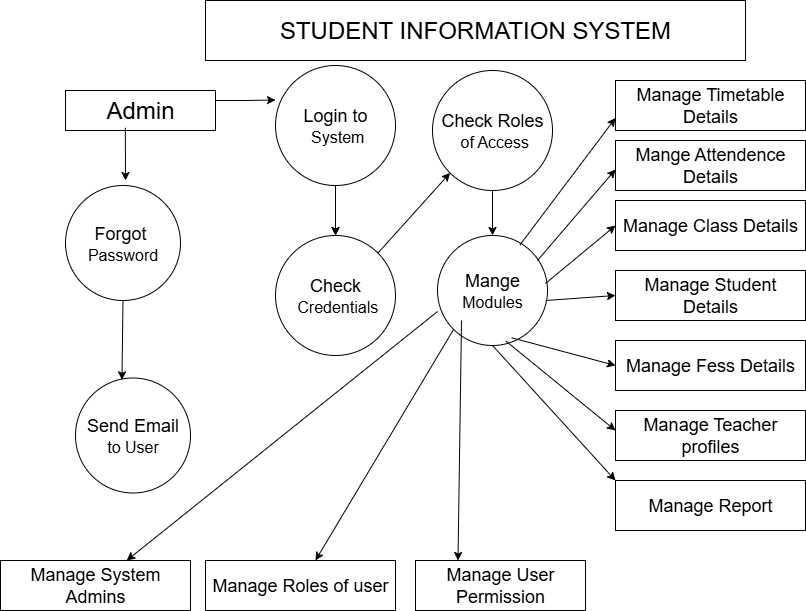 STUDENT INFORMATION SYSTEM
Admin
Login to
System
Check Roles
of Access
Manage Timetable
Details
Mange Attendence
Details
Manage Class Details
Forgot
Password
Check
Credentials
Mange
Modules
Manage Student
Details
Manage Fess Details
Send Email
to User
Manage Teacher
profiles
Manage Report
Manage System
Admins
Manage Roles of user
Manage User
Permission